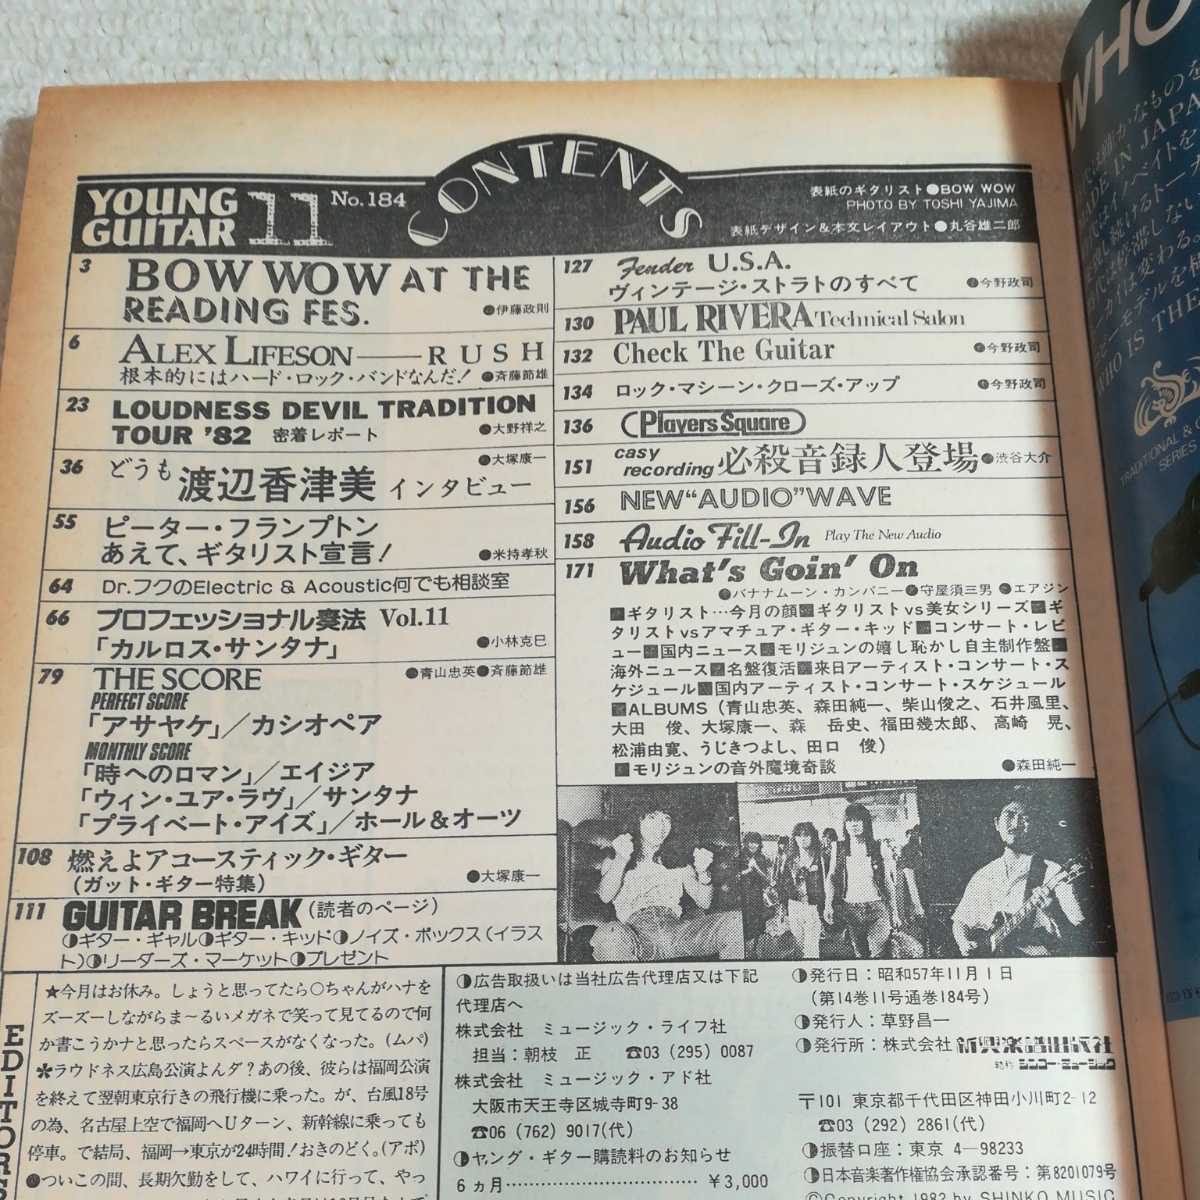 CONTENTS
YOUNG GUITAR 11 No.184
表紙のギタリスト●BOW WOW
PHOTO BY TOSHI YAJIMA
表紙デザイン&本文レイアウト●丸谷雄二郎
3 BOW WOW AT THE
READING FES. ●伊藤政則
6 ALEX LIFESON——RUSH
根本的にはハード・ロック・バンドなんだ! ●斉藤節雄
23 LOUDNESS DEVIL TRADITION
TOUR '82 密着レポート ●大野祥之
36 どうも渡辺香津美インタビュー ●大塚康一
55 ピーター・フランプトン
あえて、ギタリスト宣言! ●米持孝秋
64 Dr.フクのElectric & Acoustic何でも相談室
66 プロフェッショナル奏法 Vol.11
「カルロス・サンタナ」 ●小林克巳
79 THE SCORE ●青山忠英●斉藤節雄
PERFECT SCORE
「アサヤケ」/カシオペア
MONTHLY SCORE
「時へのロマン」/エイジア
「ウィン・ユア・ラヴ」/サンタナ
「プライベート・アイズ」/ホール&オーツ
108 燃えよアコースティック・ギター
(ガット・ギター特集) ●大塚康一
111 GUITAR BREAK (読者のページ)
◑ギター・ギャル◑ギター・キッド◑ノイズ・ボックス(イラス
ト)◑リーダーズ・マーケット◑プレゼント
127 Fender U.S.A.
ヴィンテージ・ストラトのすべて ●今野政司
130 PAUL RIVERA Technical Salon
132 Check The Guitar ●今野政司
134 ロック・マシーン・クローズ・アップ ●今野政司
136 Players Square
151 easy recording 必殺音録人登場 ●渋谷大介
156 NEW“AUDIO”WAVE
158 Audio Fill-In Play The New Audio
171 What's Goin' On
●バナナムーン・カンパニー●守屋須三男●エアジン
■ギタリスト…今月の顔■ギタリストvs美女シリーズ■ギ
タリストvsアマチュア・ギター・キッド■コンサート・レビ
ュー■国内ニュース■モリジュンの嬉し恥かし自主制作盤■
海外ニュース■名盤復活■来日アーティスト・コンサート・ス
ケジュール■国内アーティスト・コンサート・スケジュール
■ALBUMS(青山忠英、森田純一、柴山俊之、石井風里、
大田 俊、大塚康一、森 岳史、福田幾太郎、高崎 晃、
松浦由寛、うじきつよし、田口 俊)
■モリジュンの音外魔境奇談 ●森田純一
EDITORS
★今月はお休み。しょうと思ってたら○ちゃんがハナを
ズーズーしながらま～るいメガネで笑って見てるので何
か書こうかナと思ったらスペースがなくなった。(ムパ)
✱ラウドネス広島公演よんダ?あの後、彼らは福岡公演
を終えて翌朝東京行きの飛行機に乗った。が、台風18号
の為、名古屋上空で福岡へUターン、新幹線に乗っても
停車。で結局、福岡→東京が24時間!おきのどく。(アポ)
●ついこの間、長期欠勤をして、ハワイに行って、やっ
◑広告取扱いは当社広告代理店又は下記
代理店へ
株式会社 ミュージック・ライフ社
担当：朝枝 正 ☎03(295)0087
株式会社 ミュージック・アド社
大阪市天王寺区城寺町9-38
☎06(762)9017(代)
◑ヤング・ギター購読料のお知らせ
6ヵ月……………………¥3,000
◑発行日：昭和57年11月1日
(第14巻11号通巻184号)
◑発行人：草野昌一
◑発行所：株式会社 新興楽譜出版社
シンコー・ミュージック
〒101 東京都千代田区神田小川町2-12
☎03(292)2861(代)
◑振替口座：東京 4-98233
◑日本音楽著作権協会承認番号：第8201079号
©Copyright 1982 by SHINKO MUSIC
WHO
WHO IS THE
TRADITIONAL &
SERIES